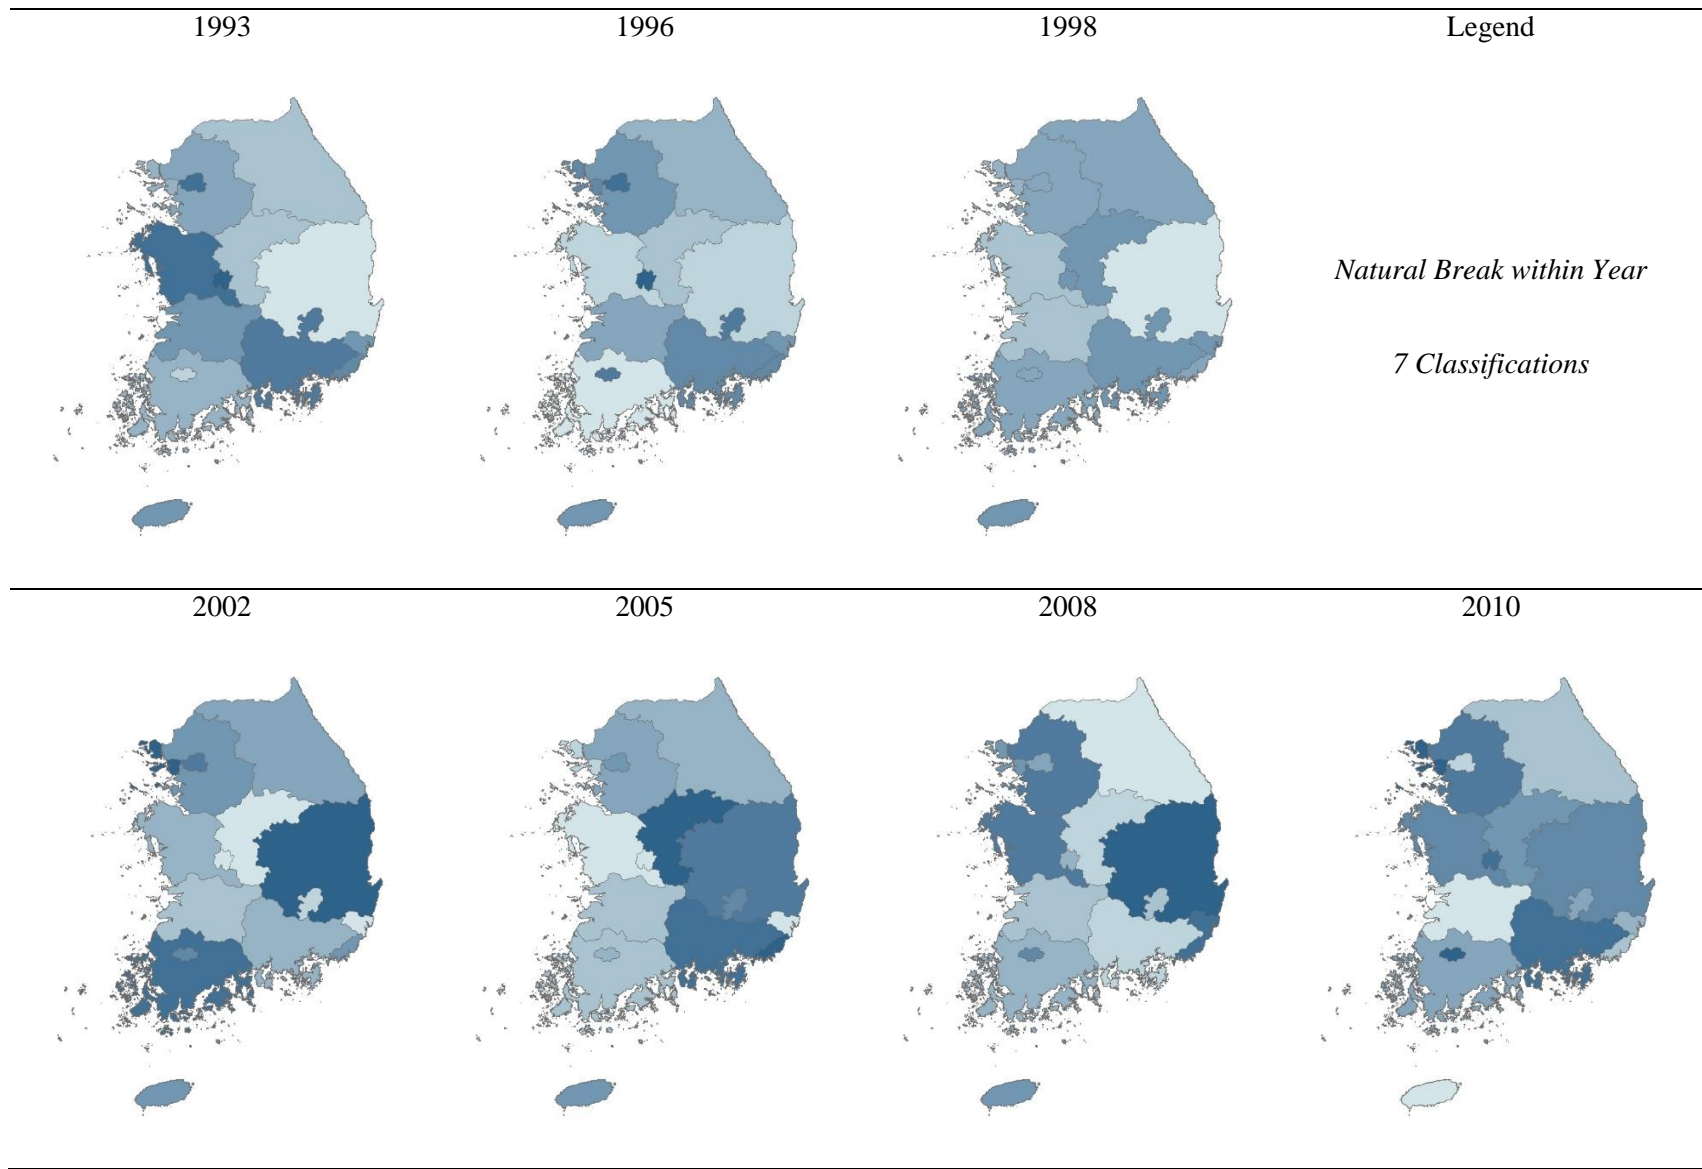 1993
1996
1998
Legend
Natural Break within Year
7 Classifications
2002
2005
2008
2010